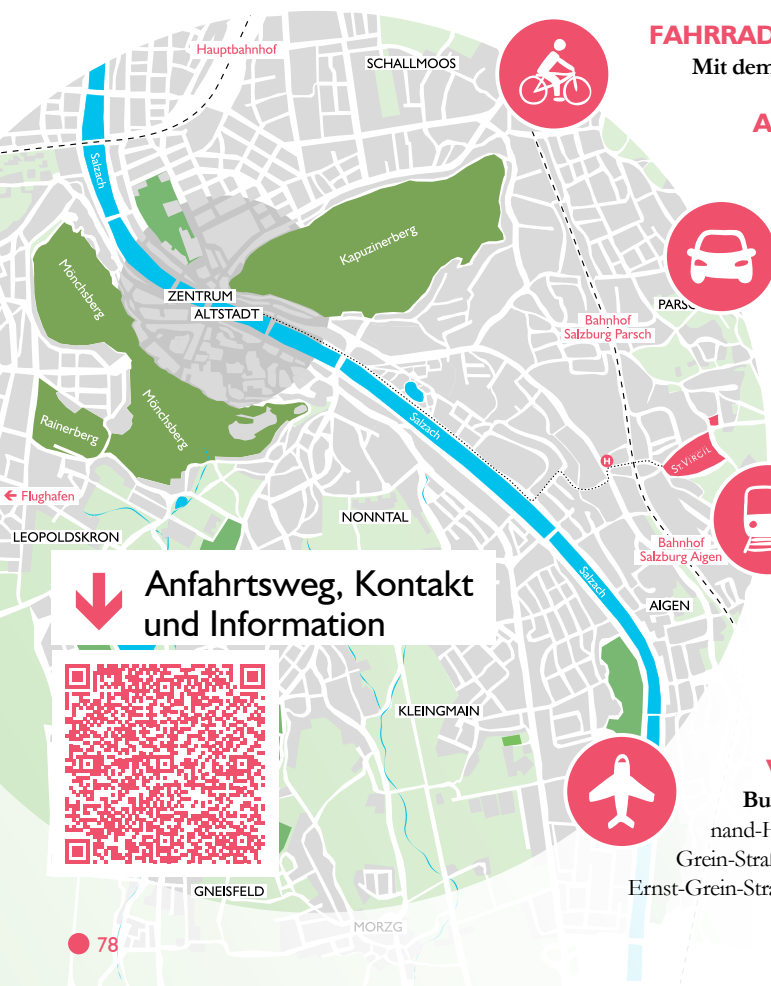 FAHRRAD
Mit dem
A
Hauptbahnhof
SCHALLMOOS
Salzach
Kapuzinerberg
Mönchsberg
ZENTRUM
ALTSTADT
PARSC
Bahnhof
Salzburg Parsch
Mönchsberg
Rainerberg
Salzach
ST. VIRGIL
H
← Flughafen
NONNTAL
LEOPOLDSKRON
Bahnhof
Salzburg Aigen
Salzach
AIGEN
Anfahrtsweg, Kontakt
und Information
KLEINGMAIN
Bu
nand-H
Grein-Straß
Ernst-Grein-Stra
GNEISFELD
MORZG
78